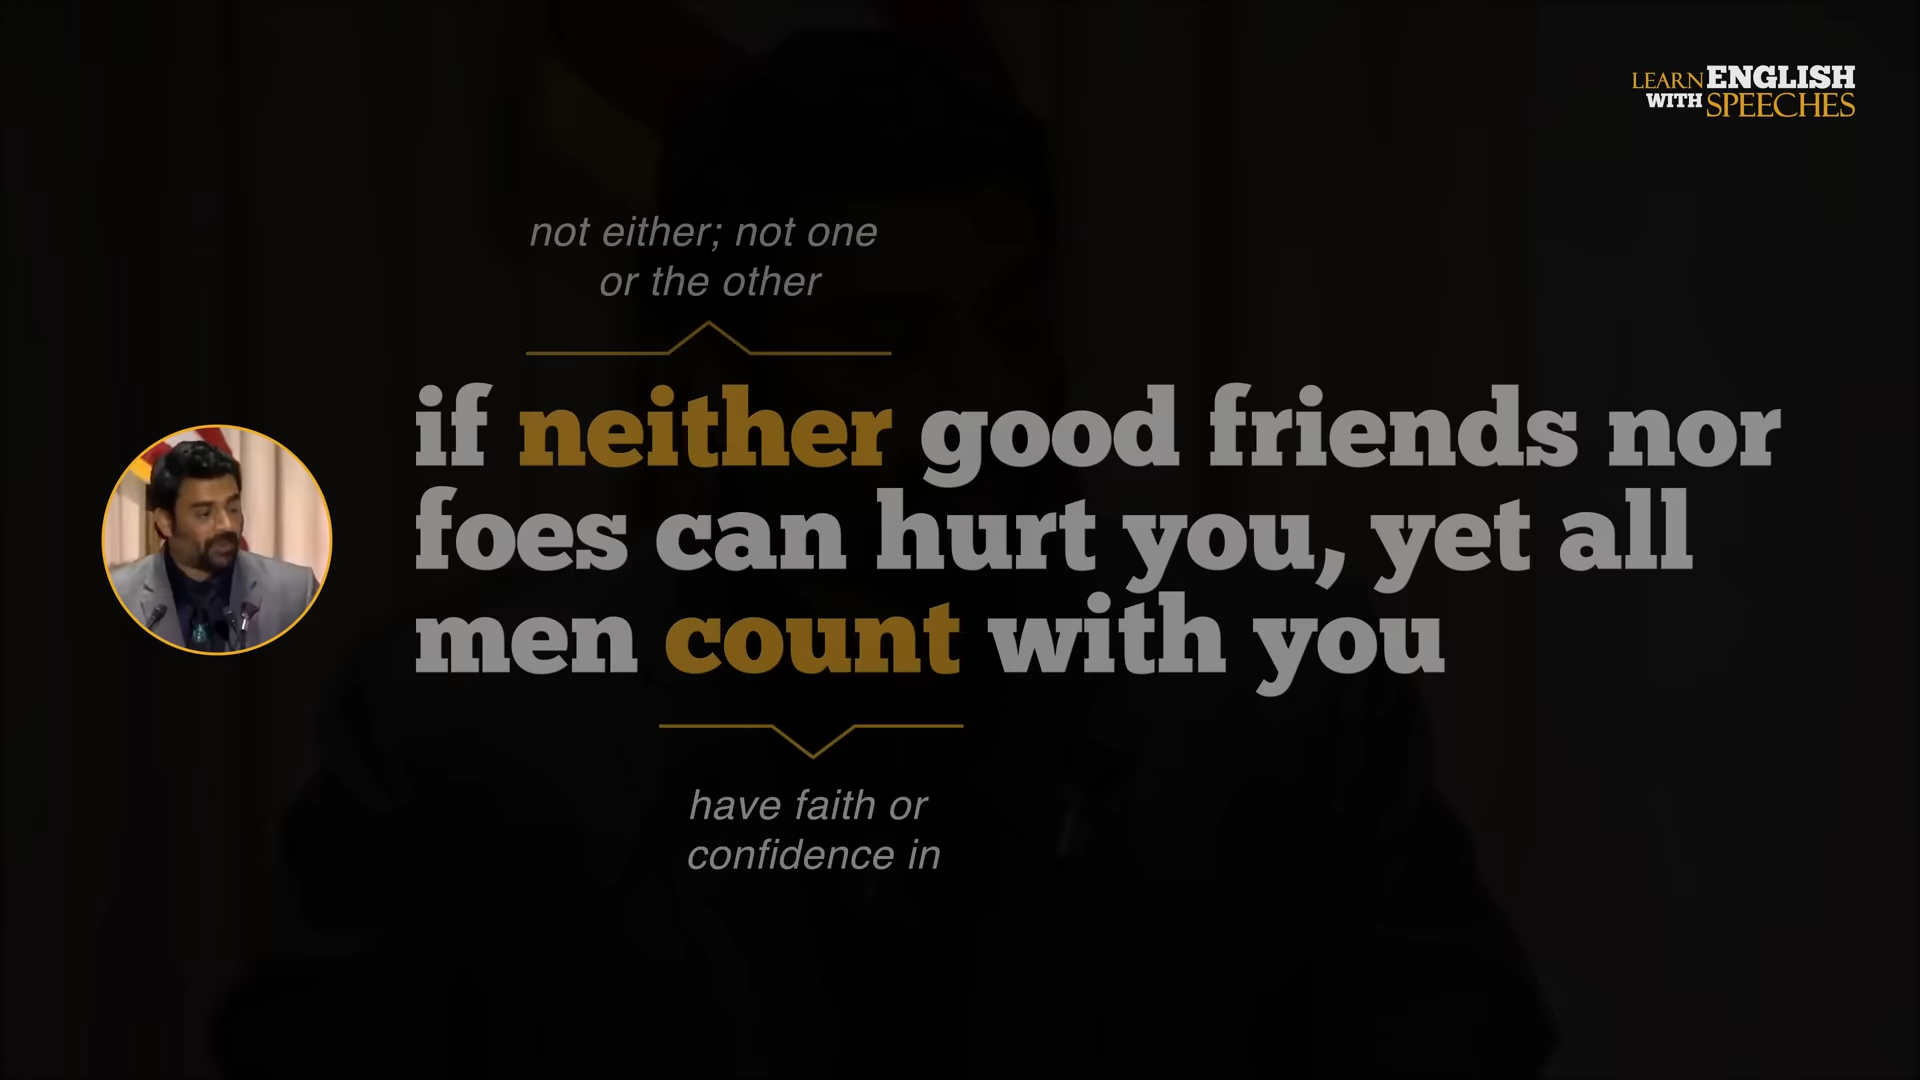 LEARN ENGLISH
WITH SPEECHES
not either; not one
or the other
if neither good friends nor
foes can hurt you, yet all
men count with you
have faith or
confidence in